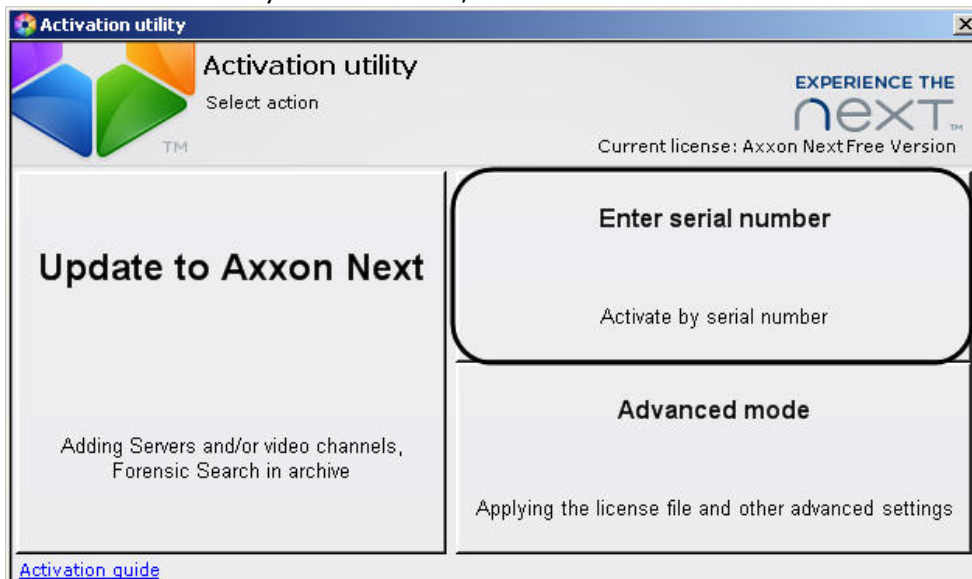 Activation utility
Activation utility
Select action
EXPERIENCE THE
next™
Current license: Axxon Next Free Version
TM
Update to Axxon Next
Adding Servers and/or video channels,
Forensic Search in archive
Enter serial number
Activate by serial number
Advanced mode
Applying the license file and other advanced settings
Activation guide